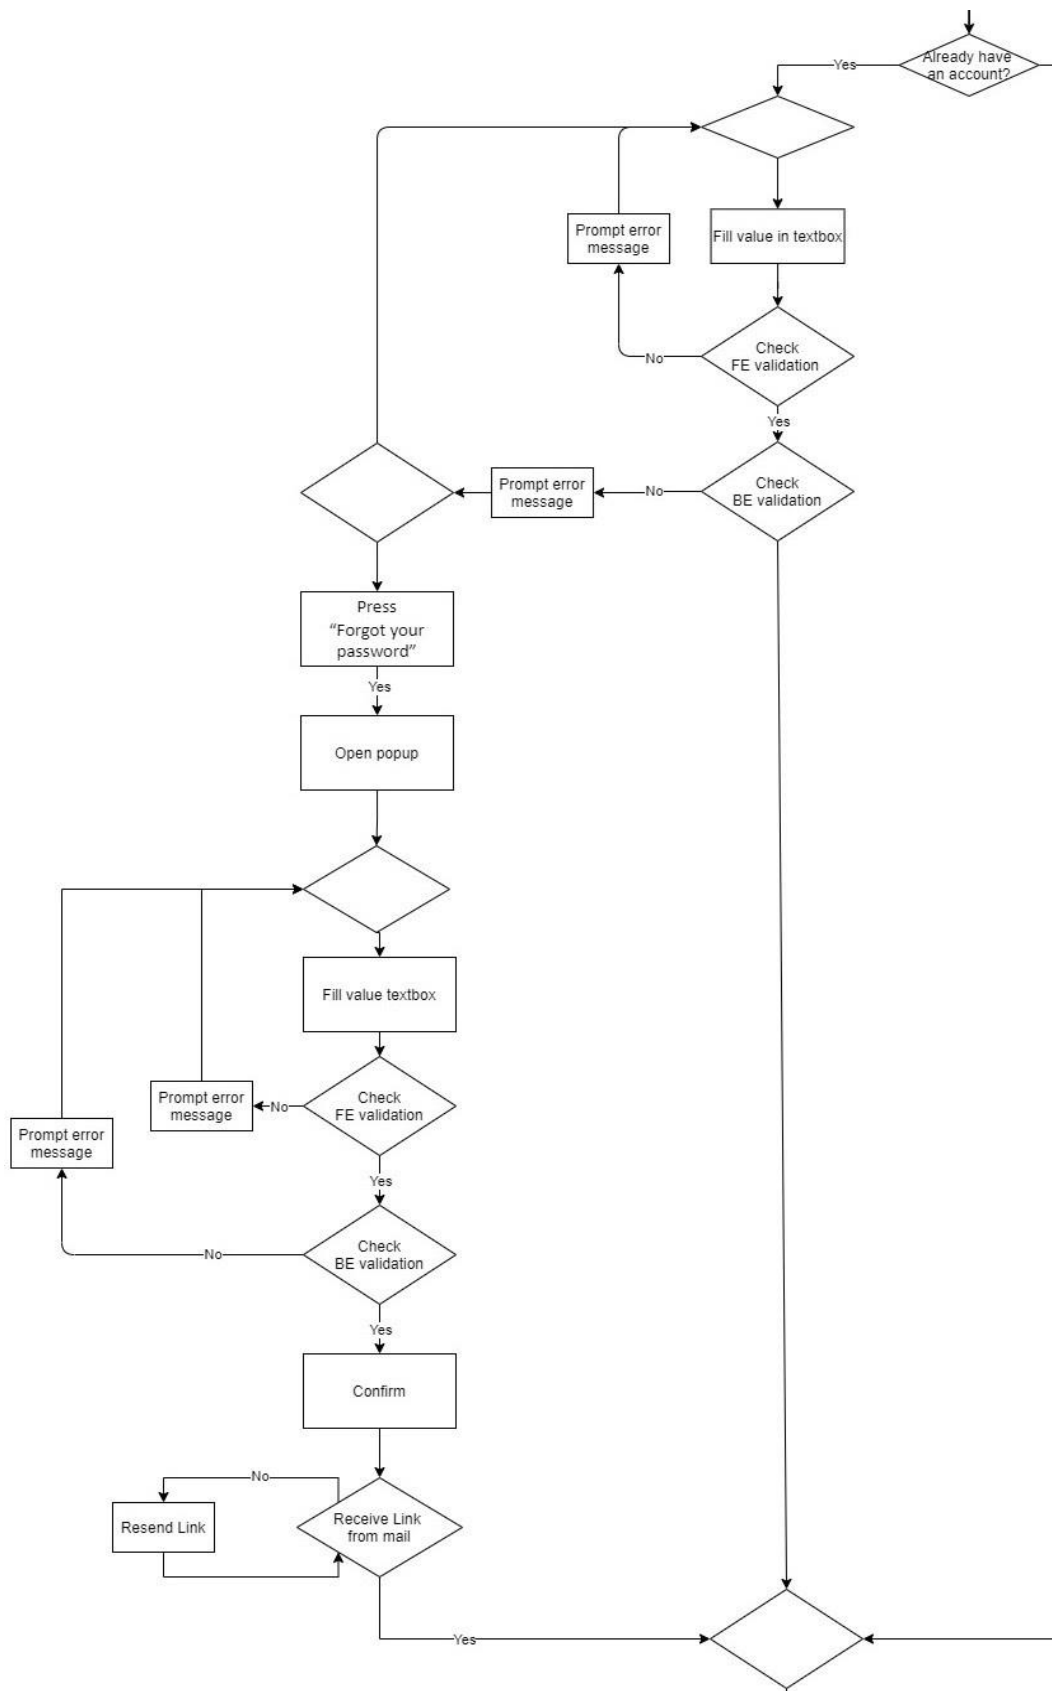 Already have
an account?
Yes
Prompt error
message
Fill value in textbox
Check
FE validation
No
Yes
Prompt error
message
No
Check
BE validation
Press
“Forgot your
password”
Yes
Open popup
Fill value textbox
Prompt error
message
No
Check
FE validation
Prompt error
message
Yes
No
Check
BE validation
Yes
Confirm
No
Resend Link
Receive Link
from mail
Yes